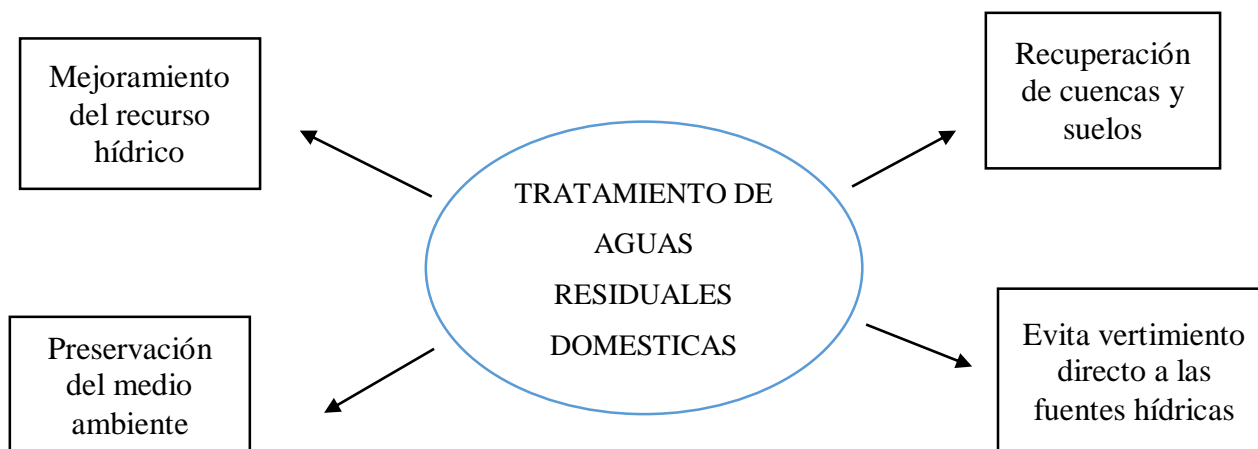 Mejoramiento
del recurso
hídrico
Recuperación
de cuencas y
suelos
TRATAMIENTO DE
AGUAS
RESIDUALES
DOMESTICAS
Preservación
del medio
ambiente
Evita vertimiento
directo a las
fuentes hídricas